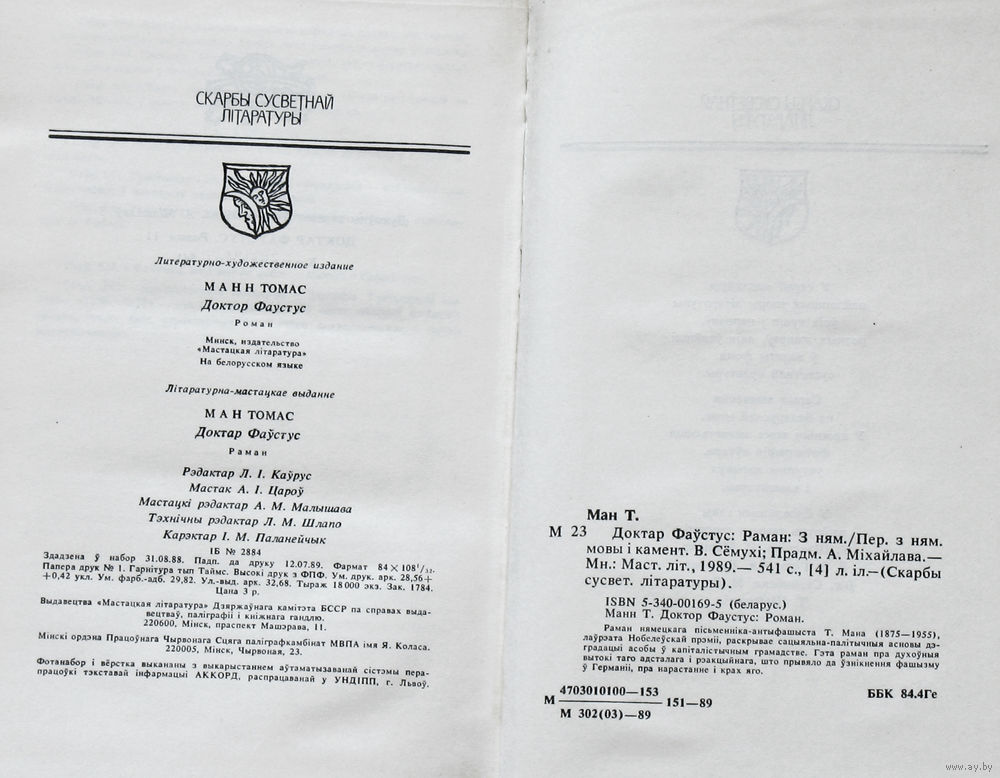 СКАРБЫ СУСВЕТНАЙ
ЛІТАРАТУРЫ
Литературно-художественное издание
МАНН ТОМАС
Доктор Фаустус
Роман
Минск, издательство
«Мастацкая літаратура»
На белорусском языке
Літаратурна-мастацкае выданне
МАН ТОМАС
Доктар Фаўстус
Раман
Рэдактар Л. І. Каўрус
Мастак А. І. Цароў
Мастацкі рэдактар А. М. Малышава
Тэхнічны рэдактар Л. М. Шлапо
Карэктар І. М. Паланейчык
ІБ № 2884
Здадзена ў набор 31.08.88. Падп. да друку 12.07.89. Фармат 84×108¹/₃₂.
Папера друк № 1. Гарнітура тып Таймс. Высокі друк з ФПФ. Ум. друк. арк. 28,56+
+0,42 укл. Ум. фарб-адб. 29,82. Ул.-выд. арк. 32,68. Тыраж 18 000 экз. Зак. 1784.
Цана 3 р.
Выдавецтва «Мастацкая літаратура» Дзяржаўнага камітэта БССР па справах выда-
вецтваў, паліграфіі і кніжнага гандлю.
220600, Мінск, праспект Машэрава, 11.
Мінскі ордэна Працоўнага Чырвонага Сцяга паліграфкамбінат МВПА імя Я. Коласа.
220005, Мінск, Чырвоная, 23.
Фотанабор і вёрстка выкананы з выкарыстаннем аўтаматызаванай сістэмы пера-
працоўкі тэкставай інфармацыі АККОРД, распрацаванай у УНДІПП, г. Львоў.
Ман Т.
М 23 Доктар Фаўстус: Раман: З ням./Пер. з ням.
мовы і камент. В. Сёмухі; Прадм. А. Міхайлава.—
Мн.: Маст. літ., 1989.— 541 с., [4] л. іл.—(Скарбы
сусвет. літаратуры).
ISBN 5-340-00169-5 (беларус.)
Манн Т. Доктор Фаустус: Роман.
Раман нямецкага пісьменніка-антыфашыста Т. Мана (1875—1955),
лаўрэата Нобелеўскай прэміі, раскрывае сацыяльна-палітычныя асновы дэ-
градацыі асобы ў капіталістычным грамадстве. Гэта раман пра духоўныя
вытокі таго адсталага і рэакцыйнага, што прывяло да ўзнікнення фашызму
ў Германіі, пра нарастанне і крах яго.
4703010100—153
М 151—89
М 302(03)—89
ББК 84.4Ге
www.ay.by